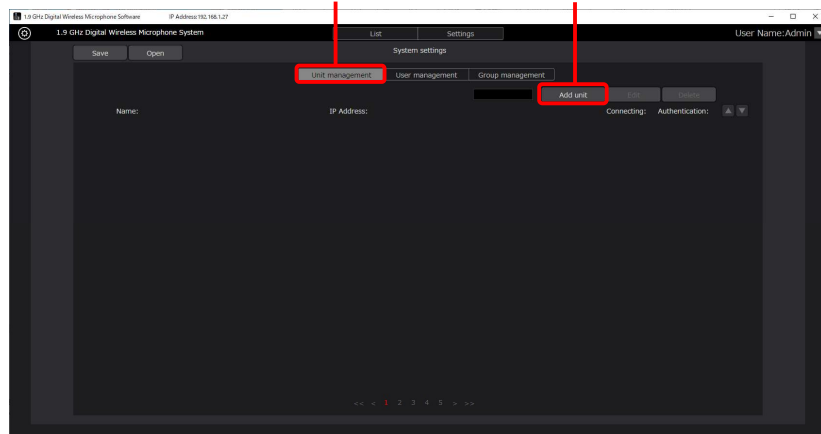 1.9 GHz Digital Wireless Microphone Software IP Address:192.168.1.27
1.9 GHz Digital Wireless Microphone System List Settings User Name:Admin
Save Open System settings
Unit management User management Group management
Add unit Edit Delete
Name: IP Address: Connecting: Authentication:
<< < 1 2 3 4 5 > >>